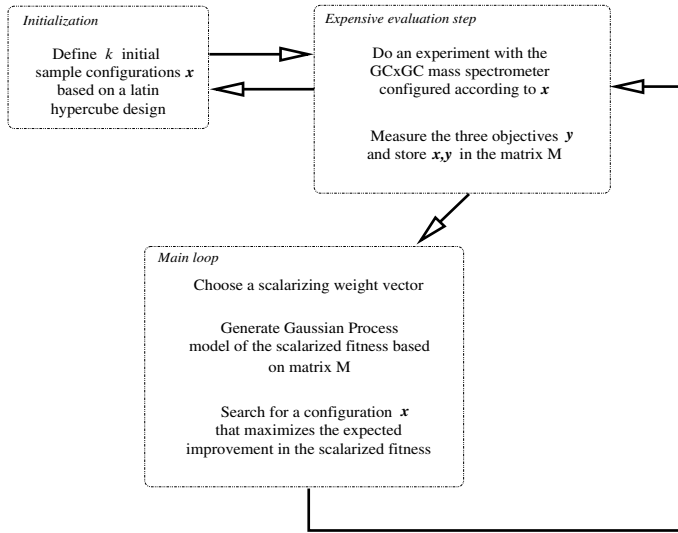 Initialization
Define k initial
sample configurations x
based on a latin
hypercube design
Expensive evaluation step
Do an experiment with the
GCxGC mass spectrometer
configured according to x
Measure the three objectives y
and store x,y in the matrix M
Main loop
Choose a scalarizing weight vector
Generate Gaussian Process
model of the scalarized fitness based
on matrix M
Search for a configuration x
that maximizes the expected
improvement in the scalarized fitness